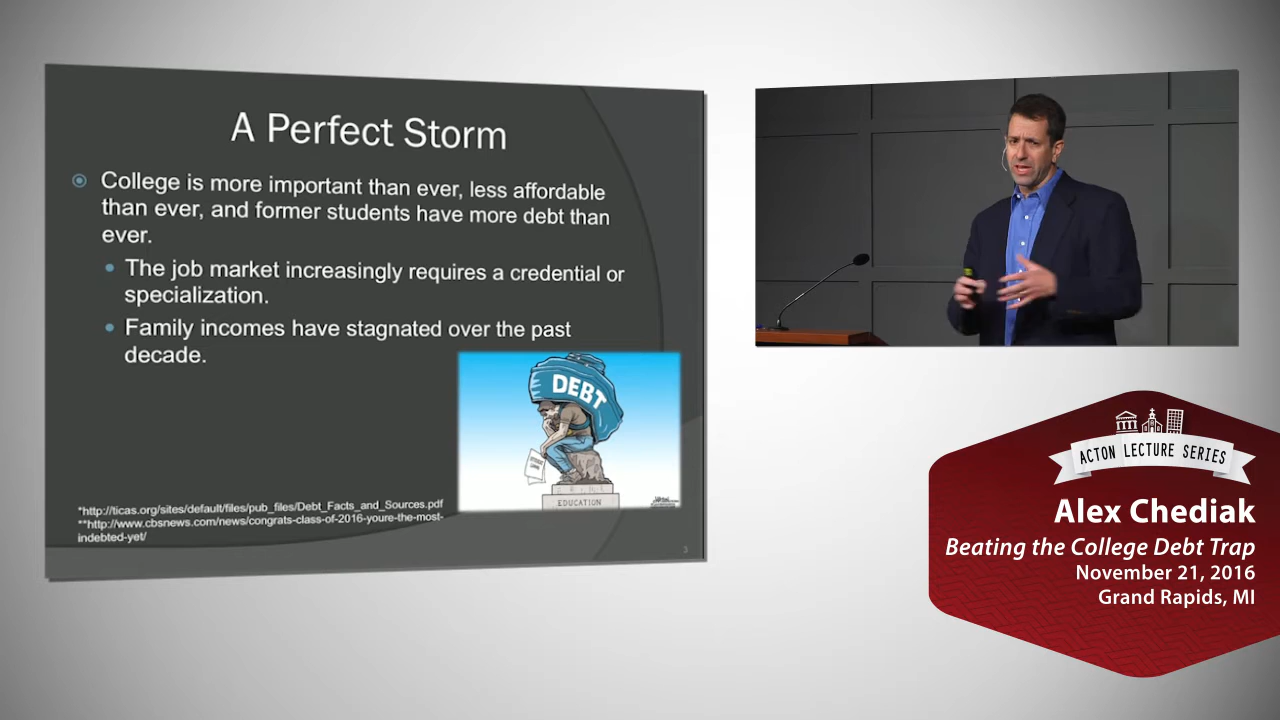 A Perfect Storm
College is more important than ever, less affordable
than ever, and former students have more debt than
ever.
The job market increasingly requires a credential or
specialization.
Family incomes have stagnated over the past
decade.
DEBT
EDUCATION
*http://ticas.org/sites/default/files/pub_files/Debt_Facts_and_Sources.pdf
**http://www.cbsnews.com/news/congrats-class-of-2016-youre-the-most-
indebted-yet/
3
ACTON LECTURE SERIES
Alex Chediak
Beating the College Debt Trap
November 21, 2016
Grand Rapids, MI